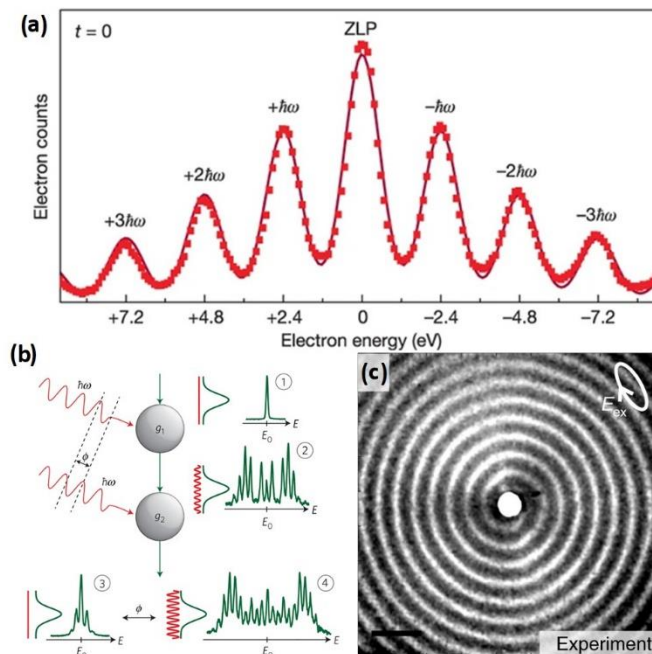 (a)
t = 0
ZLP
+ħω
−ħω
+2ħω
−2ħω
+3ħω
−3ħω
Electron counts
+7.2 +4.8 +2.4 0 −2.4 −4.8 −7.2
Electron energy (eV)
(b)
ħω
ϕ
ħω
g1
g2
1
E
E0
2
E
E0
3
E
E0
ϕ
4
E
E0
(c)
Eex
Experiment